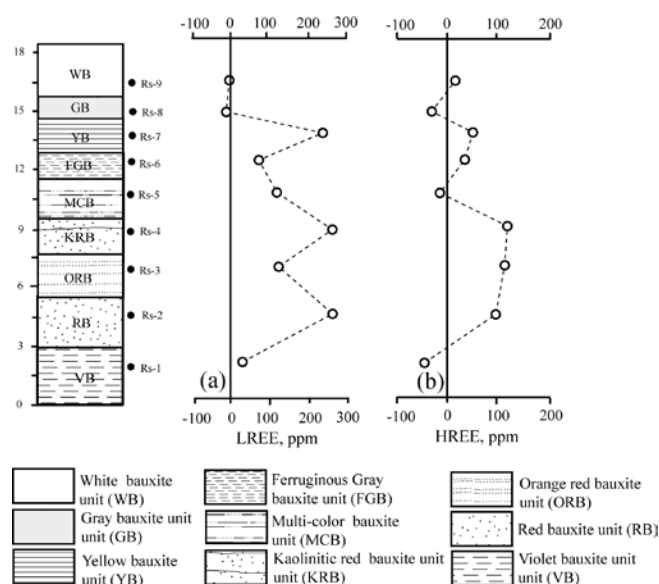 -100 0 100 200 300
-100 0 100 200
18
15
12
9
6
3
0
WB
GB
YB
FGB
MCB
KRB
ORB
RB
VB
Rs-9
Rs-8
Rs-7
Rs-6
Rs-5
Rs-4
Rs-3
Rs-2
Rs-1
(a)
(b)
-100 0 100 200 300
LREE, ppm
-100 0 100 200
HREE, ppm
White bauxite
unit (WB)
Gray bauxite unit
unit (GB)
Yellow bauxite
unit (YB)
Ferruginous Gray
bauxite unit (FGB)
Multi-color bauxite
unit (MCB)
Kaolinitic red bauxite unit
unit (KRB)
Orange red bauxite
unit (ORB)
Red bauxite unit (RB)
Violet bauxite unit
unit (VB)